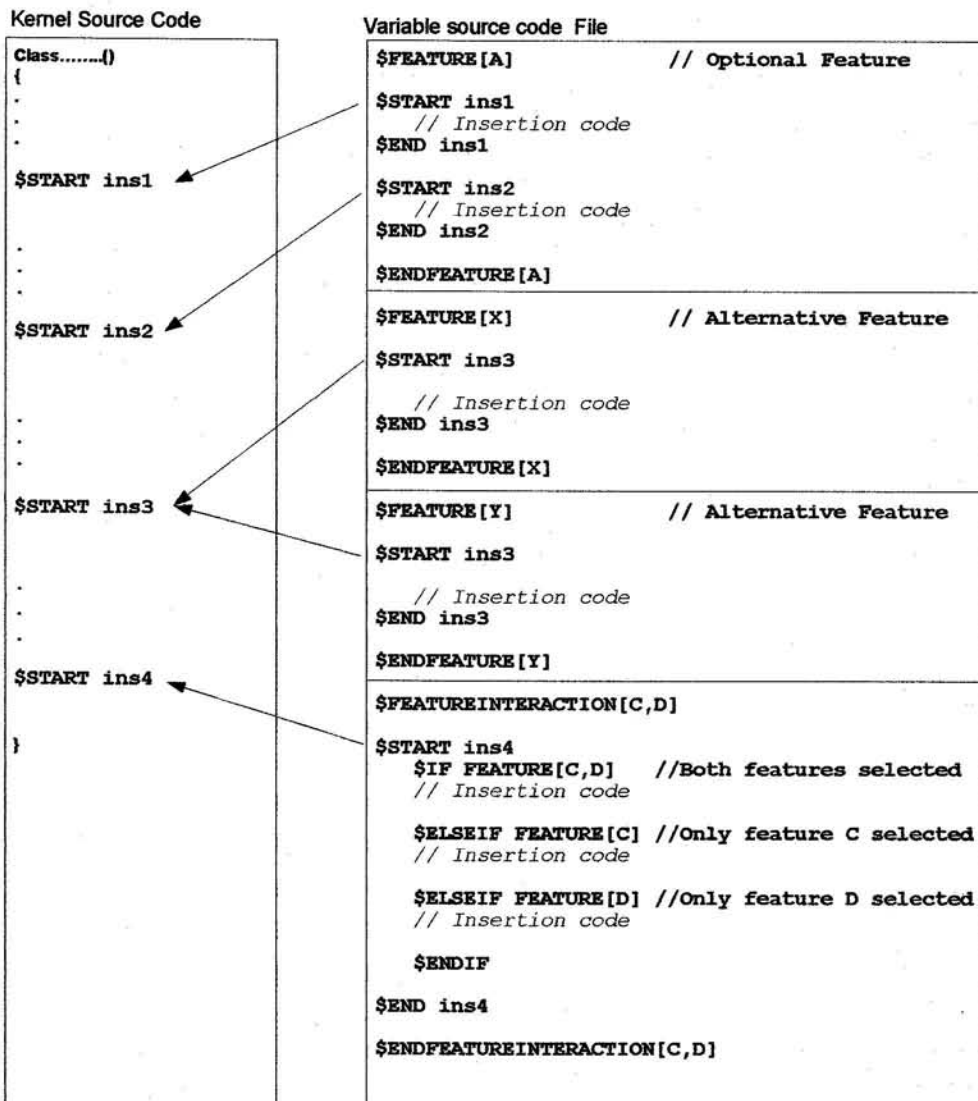 Kernel Source Code
Class........()
{
.
.
.
$START ins1
.
.
.
$START ins2
.
.
.
$START ins3
.
.
.
$START ins4
}
Variable source code File
$FEATURE[A] // Optional Feature
$START ins1
// Insertion code
$END ins1
$START ins2
// Insertion code
$END ins2
$ENDFEATURE[A]
$FEATURE[X] // Alternative Feature
$START ins3
// Insertion code
$END ins3
$ENDFEATURE[X]
$FEATURE[Y] // Alternative Feature
$START ins3
// Insertion code
$END ins3
$ENDFEATURE[Y]
$FEATUREINTERACTION[C,D]
$START ins4
$IF FEATURE[C,D] //Both features selected
// Insertion code
$ELSEIF FEATURE[C] //Only feature C selected
// Insertion code
$ELSEIF FEATURE[D] //Only feature D selected
// Insertion code
$ENDIF
$END ins4
$ENDFEATUREINTERACTION[C,D]